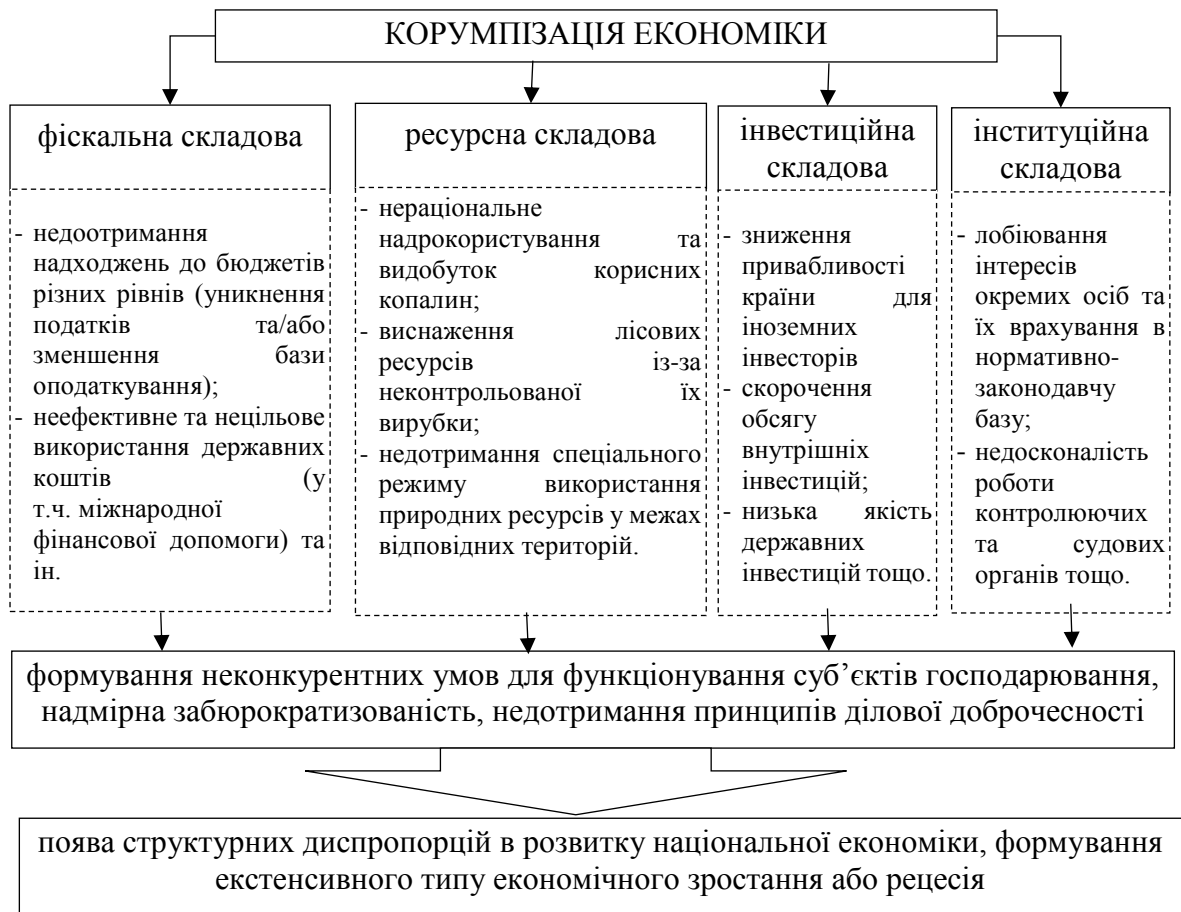 КОРУМПІЗАЦІЯ ЕКОНОМІКИ
фіскальна складова
- недоотримання
надходжень до бюджетів
різних рівнів (уникнення
податків та/або
зменшення бази
оподаткування);
- неефективне та нецільове
використання державних
коштів (у
т.ч. міжнародної
фінансової допомоги) та
ін.
ресурсна складова
- нераціональне
надрокористування та
видобуток корисних
копалин;
- виснаження лісових
ресурсів із-за
неконтрольованої їх
вирубки;
- недотримання спеціального
режиму використання
природних ресурсів у межах
відповідних територій.
інвестиційна
складова
- зниження
привабливості
країни для
іноземних
інвесторів
- скорочення
обсягу
внутрішніх
інвестицій;
- низька якість
державних
інвестицій тощо.
інституційна
складова
- лобіювання
інтересів
окремих осіб та
їх врахування в
нормативно-
законодавчу
базу;
- недосконалість
роботи
контролюючих
та судових
органів тощо.
формування неконкурентних умов для функціонування суб’єктів господарювання,
надмірна забюрократизованість, недотримання принципів ділової доброчесності
поява структурних диспропорцій в розвитку національної економіки, формування
екстенсивного типу економічного зростання або рецесія